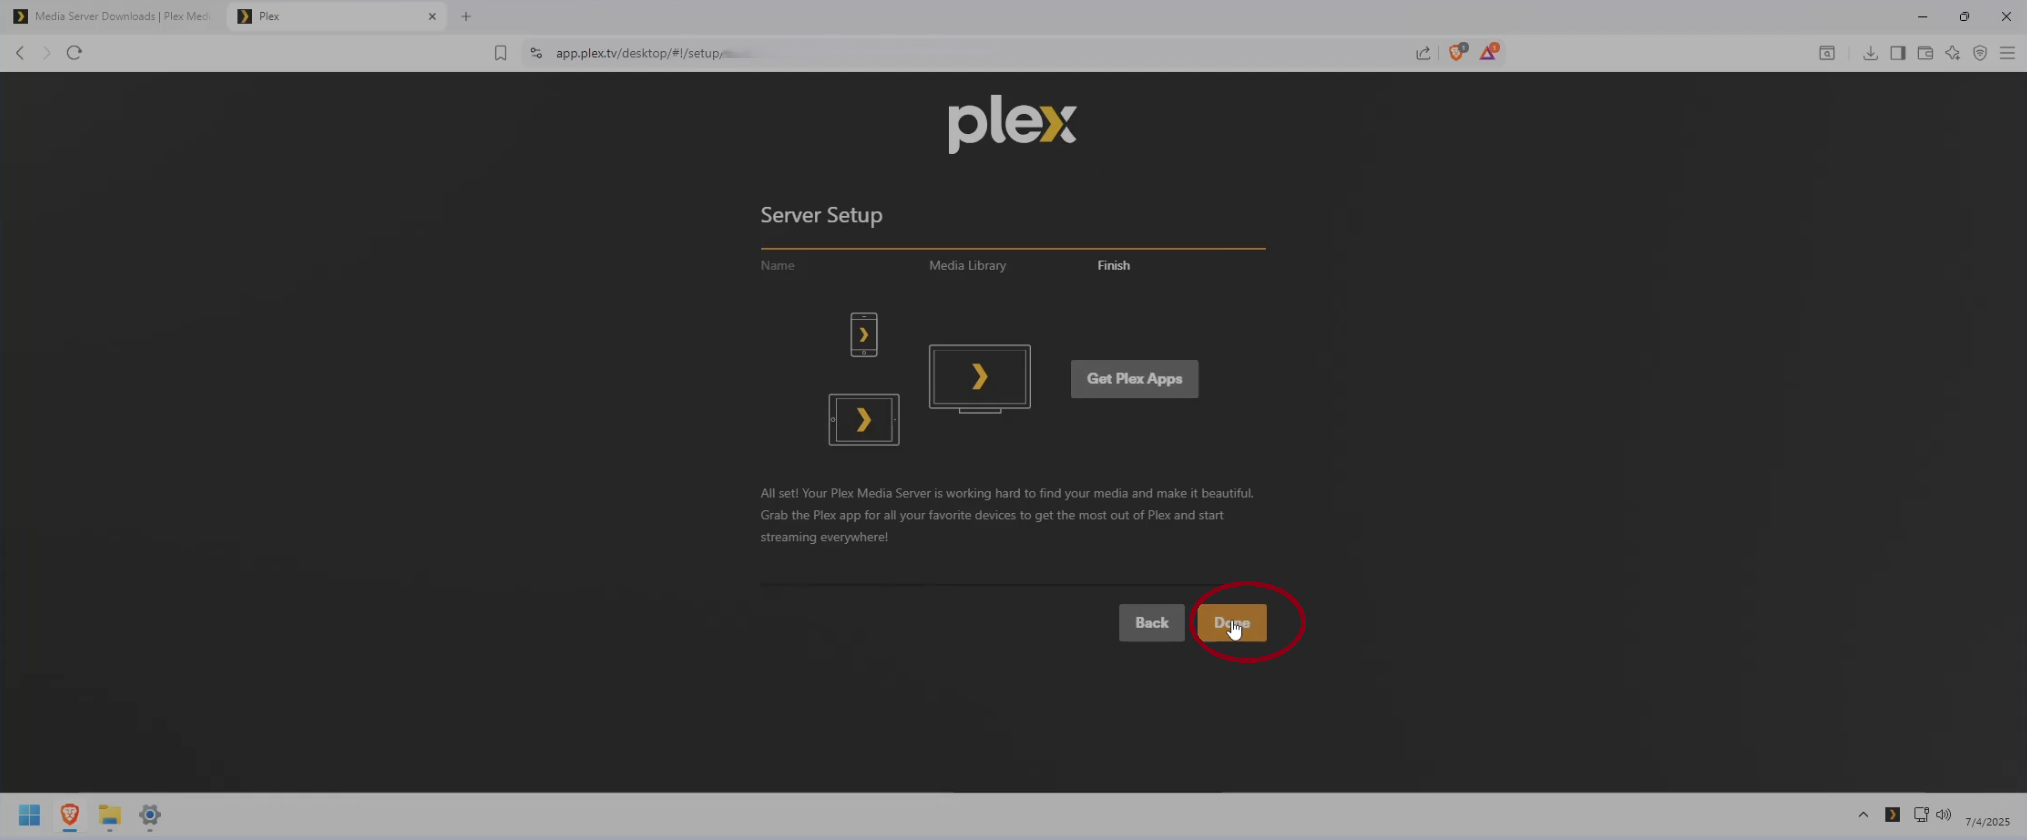 Media Server Downloads | Plex Medi
Plex
app.plex.tv/desktop/#!/setup/
plex
Server Setup
Name
Media Library
Finish
Get Plex Apps
All set! Your Plex Media Server is working hard to find your media and make it beautiful.
Grab the Plex app for all your favorite devices to get the most out of Plex and start
streaming everywhere!
Back
Done
7/4/2025